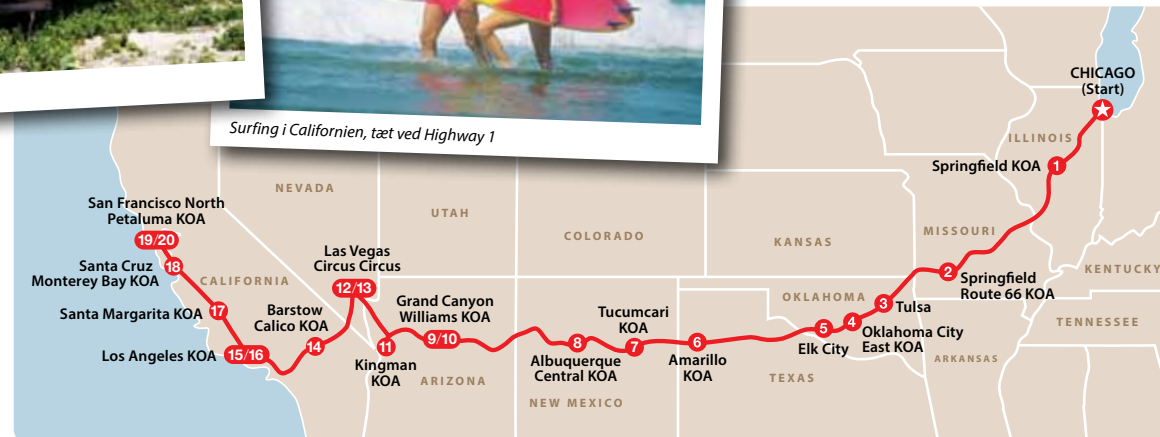 Surfing i Californien, tæt ved Highway 1
CHICAGO
(Start)
ILLINOIS
Springfield KOA
1
MISSOURI
2
Springfield
Route 66 KOA
KENTUCKY
TENNESSEE
ARKANSAS
KANSAS
OKLAHOMA
3
Tulsa
4
Oklahoma City
East KOA
5
Elk City
TEXAS
6
Amarillo
KOA
Tucumcari
KOA
7
8
Albuquerque
Central KOA
NEW MEXICO
COLORADO
UTAH
NEVADA
Grand Canyon
Williams KOA
9/10
ARIZONA
11
Kingman
KOA
Las Vegas
Circus Circus
12/13
Barstow
Calico KOA
14
CALIFORNIA
Los Angeles KOA
15/16
Santa Margarita KOA
17
Santa Cruz
Monterey Bay KOA
18
San Francisco North
Petaluma KOA
19/20